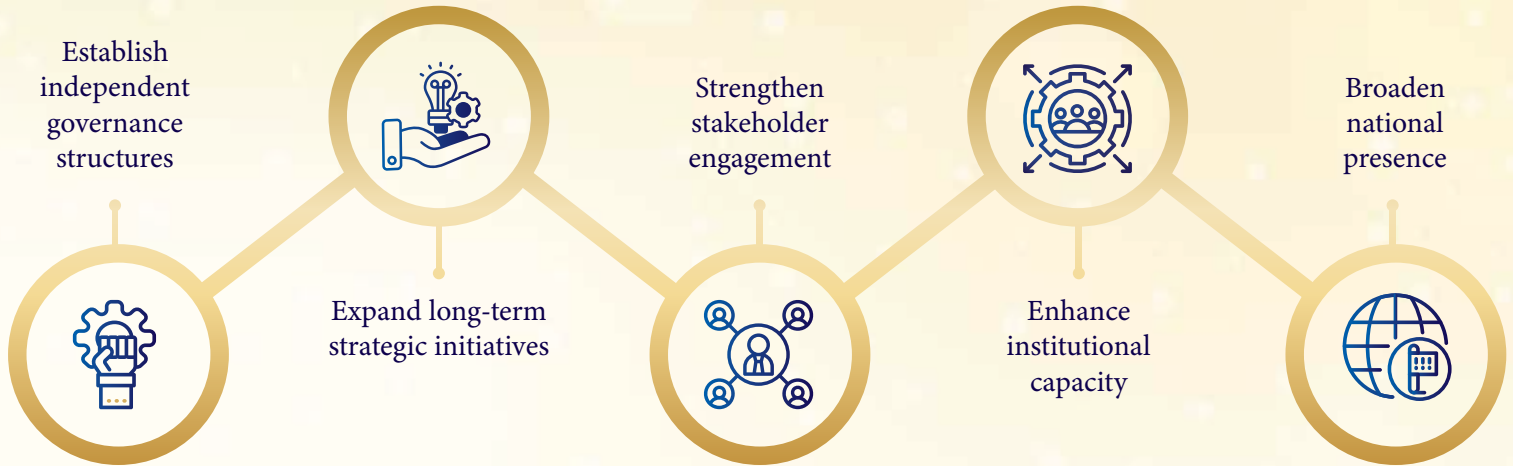 Establish
independent
governance
structures
Expand long-term
strategic initiatives
Strengthen
stakeholder
engagement
Enhance
institutional
capacity
Broaden
national
presence